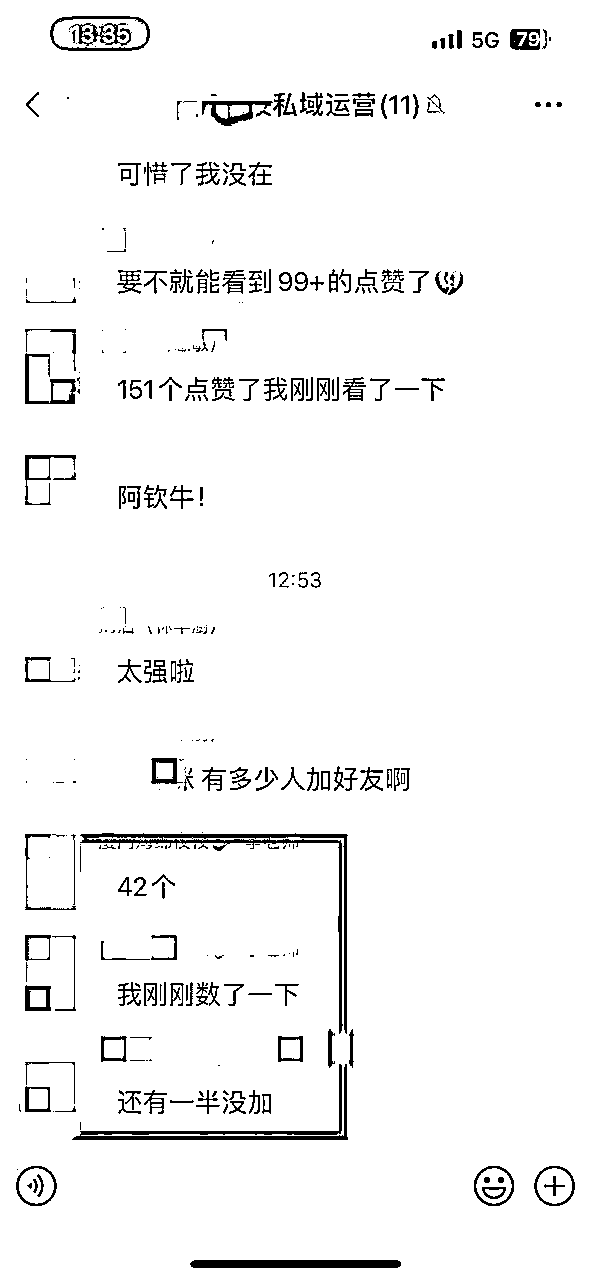 13:35
5G 79
私域运营(11)
可惜了我没在
要不就能看到99+的点赞了💔
151个点赞了我刚刚看了一下
阿钦牛!
12:53
太强啦
有多少人加好友啊
42个
我刚刚数了一下
还有一半没加